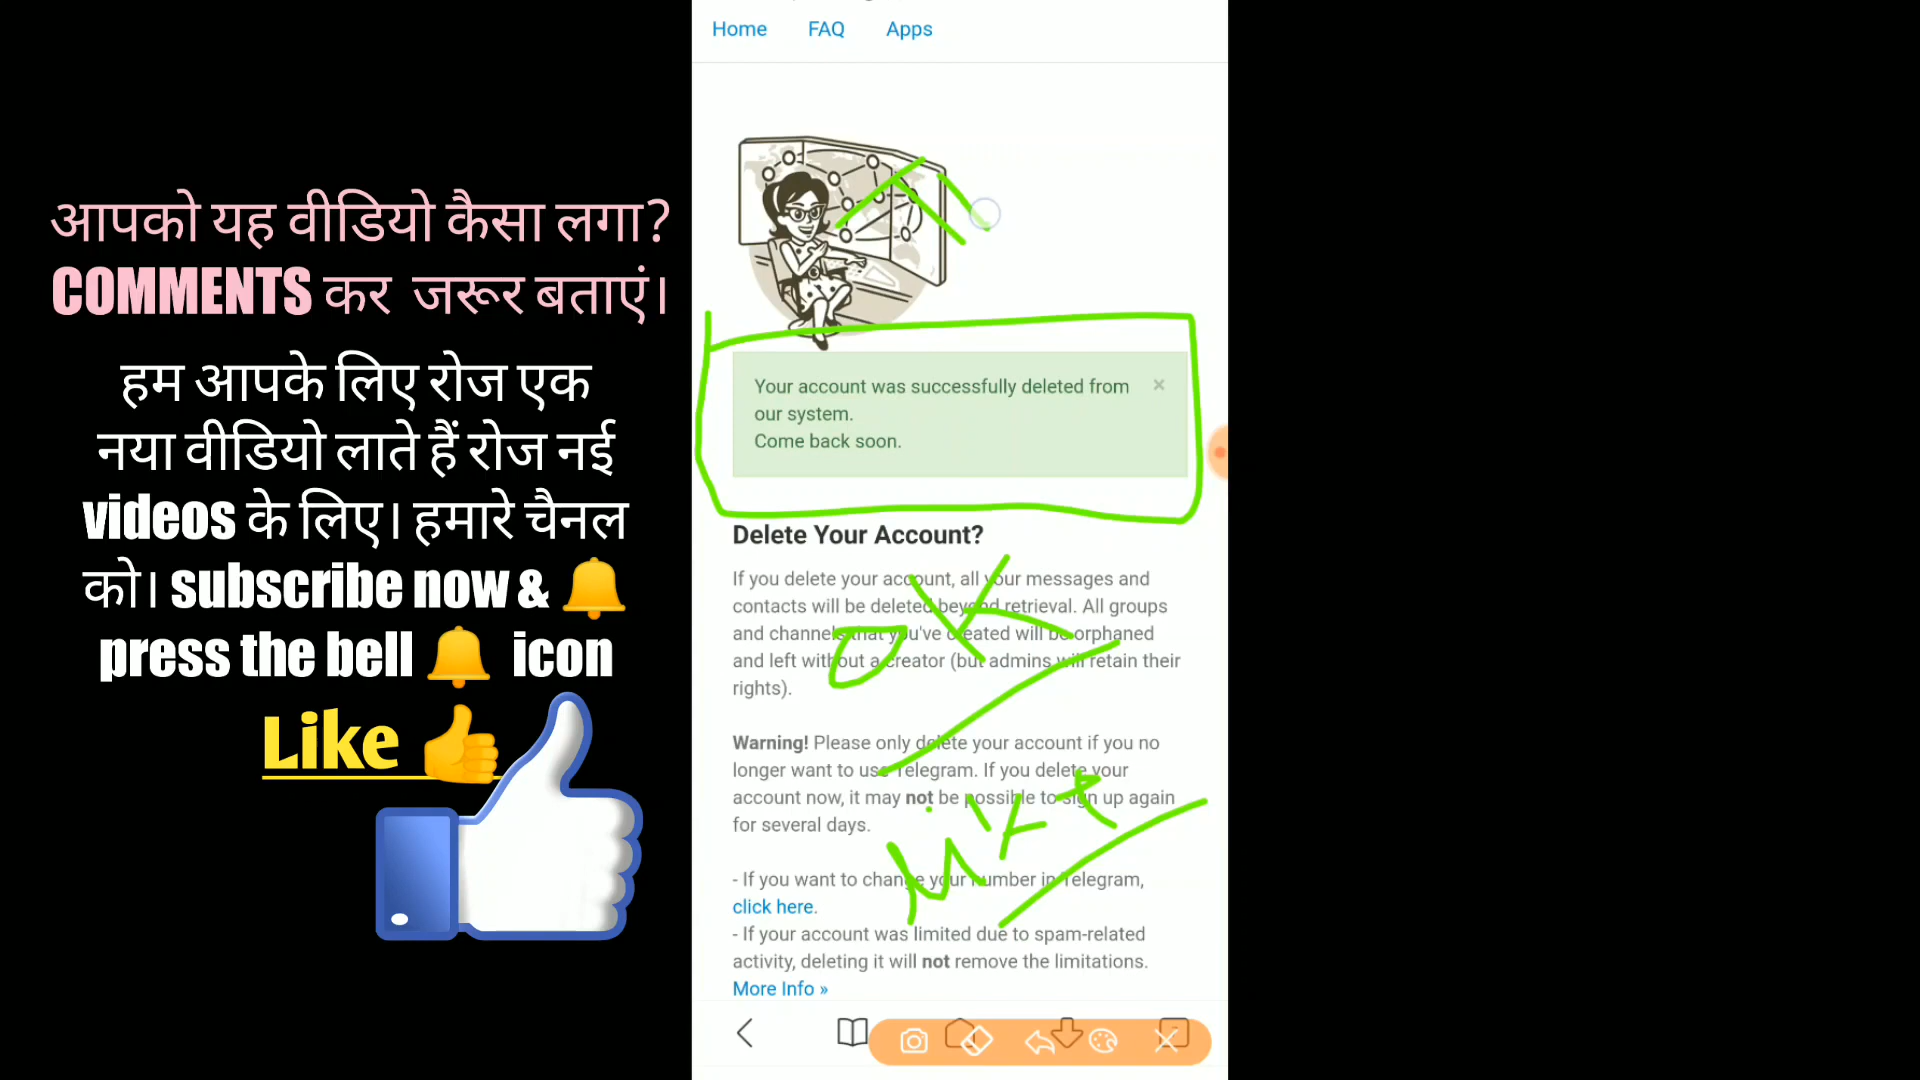 आपको यह वीडियो कैसा लगा?
COMMENTS कर जरूर बताएं।
हम आपके लिए रोज एक
नया वीडियो लाते हैं रोज नई
videos के लिए। हमारे चैनल
को। subscribe now &
press the bell icon
Like
Home FAQ Apps
Your account was successfully deleted from
our system.
Come back soon.
Delete Your Account?
If you delete your account, all your messages and
contacts will be deleted beyond retrieval. All groups
and channels that you've created will be orphaned
and left without a creator (but admins will retain their
rights).
OK
Warning! Please only delete your account if you no
longer want to use Telegram. If you delete your
account now, it may not be possible to sign up again
for several days.
- If you want to change your number in Telegram,
click here.
- If your account was limited due to spam-related
activity, deleting it will not remove the limitations.
More Info »